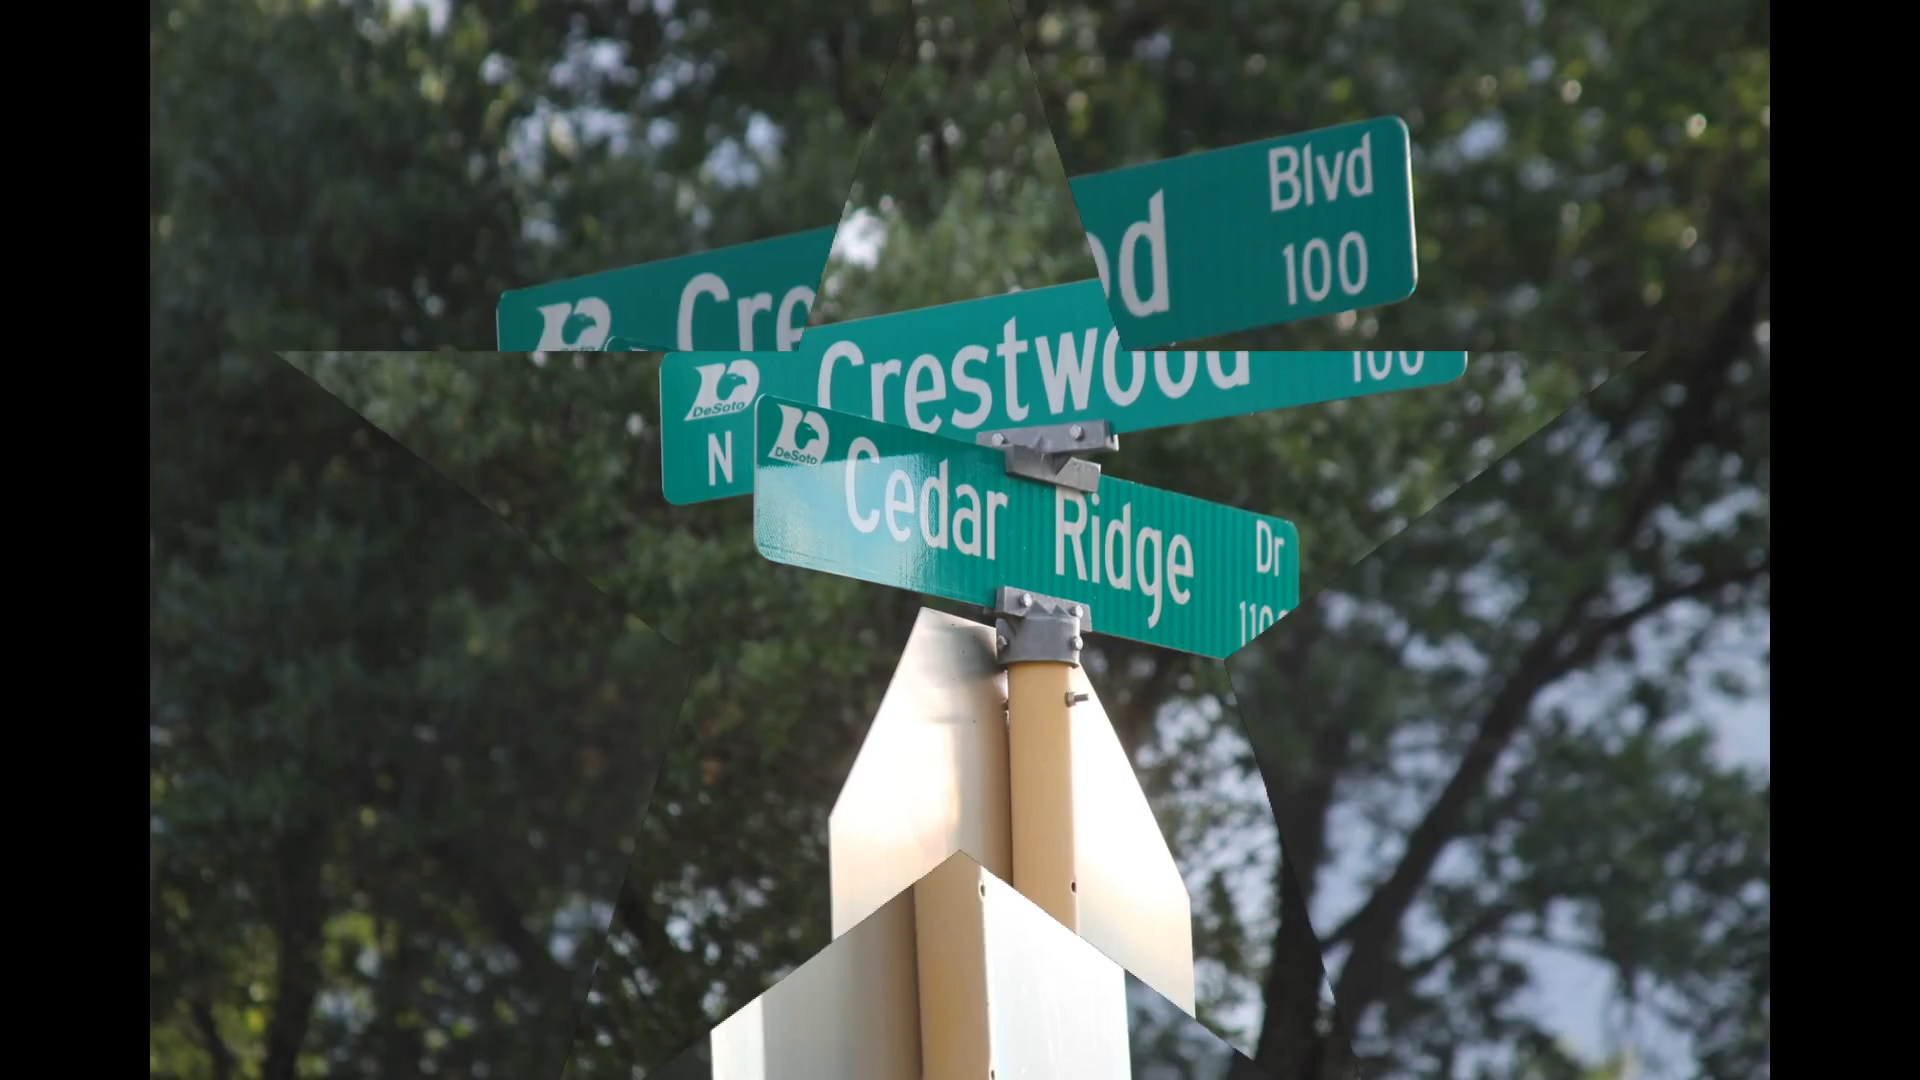 Blvd
100
Cre
od
DeSoto
N
Crestwood
100
DeSoto
Cedar Ridge
Dr